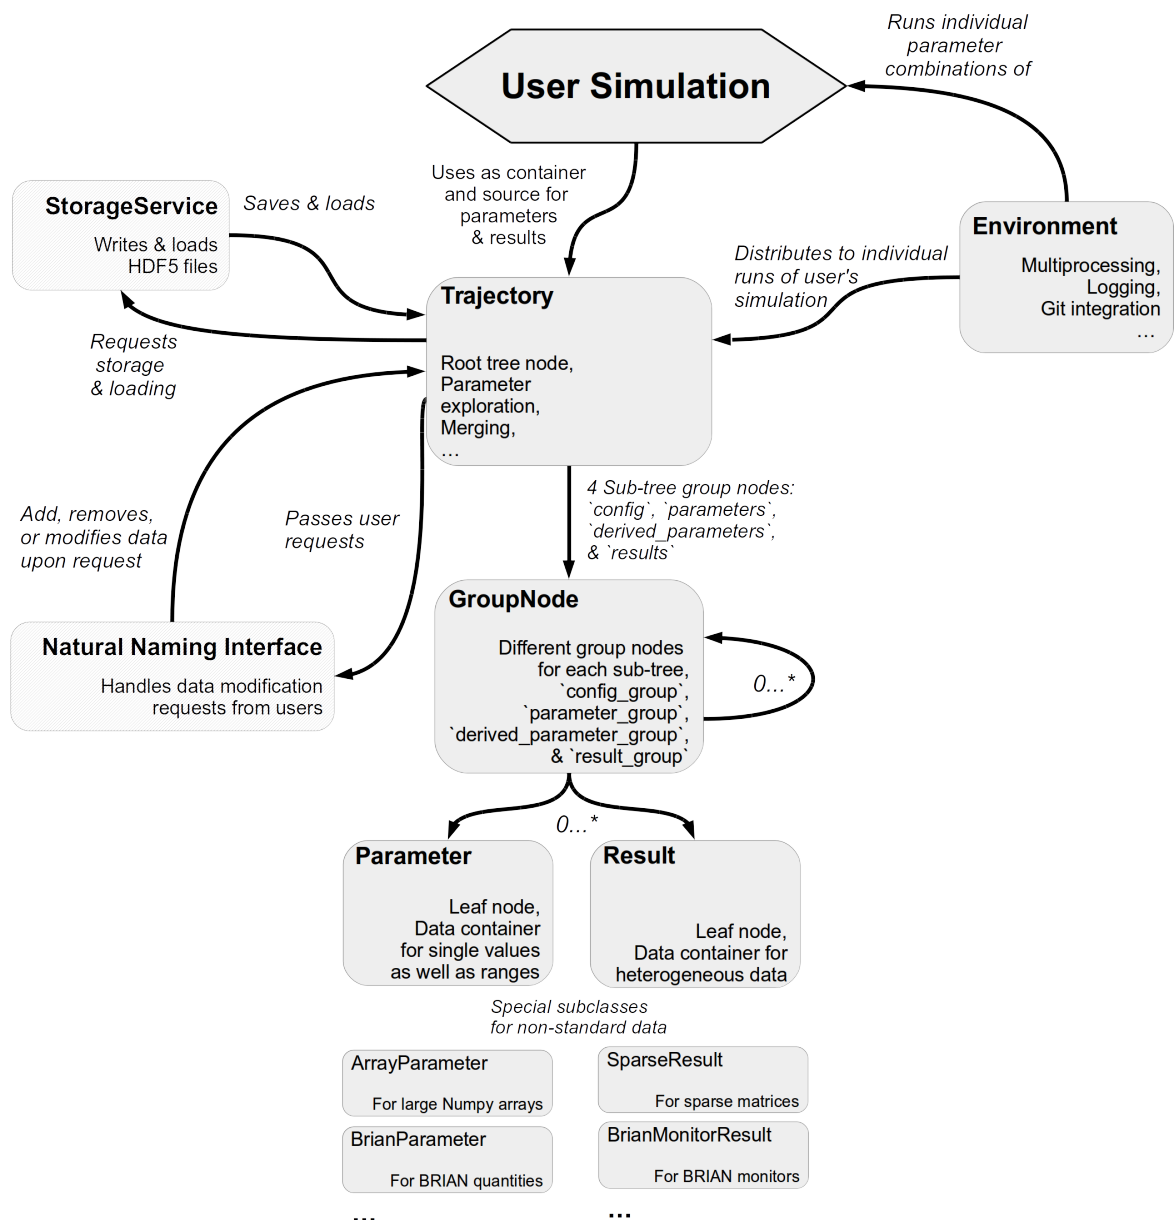 Runs individual
parameter
combinations of
User Simulation
Uses as container
and source for
parameters
& results
StorageService
Writes & loads
HDF5 files
Saves & loads
Environment
Multiprocessing,
Logging,
Git integration
...
Distributes to individual
runs of user's
simulation
Trajectory
Root tree node,
Parameter
exploration,
Merging,
...
Requests
storage
& loading
Add, removes,
or modifies data
upon request
Passes user
requests
4 Sub-tree group nodes:
`config`, `parameters`,
`derived_parameters`,
& `results`
Natural Naming Interface
Handles data modification
requests from users
GroupNode
Different group nodes
for each sub-tree,
`config_group`,
`parameter_group`,
`derived_parameter_group`,
& `result_group`
0...*
0...*
Parameter
Leaf node,
Data container
for single values
as well as ranges
Result
Leaf node,
Data container for
heterogeneous data
Special subclasses
for non-standard data
ArrayParameter
For large Numpy arrays
SparseResult
For sparse matrices
BrianParameter
For BRIAN quantities
BrianMonitorResult
For BRIAN monitors
...
...